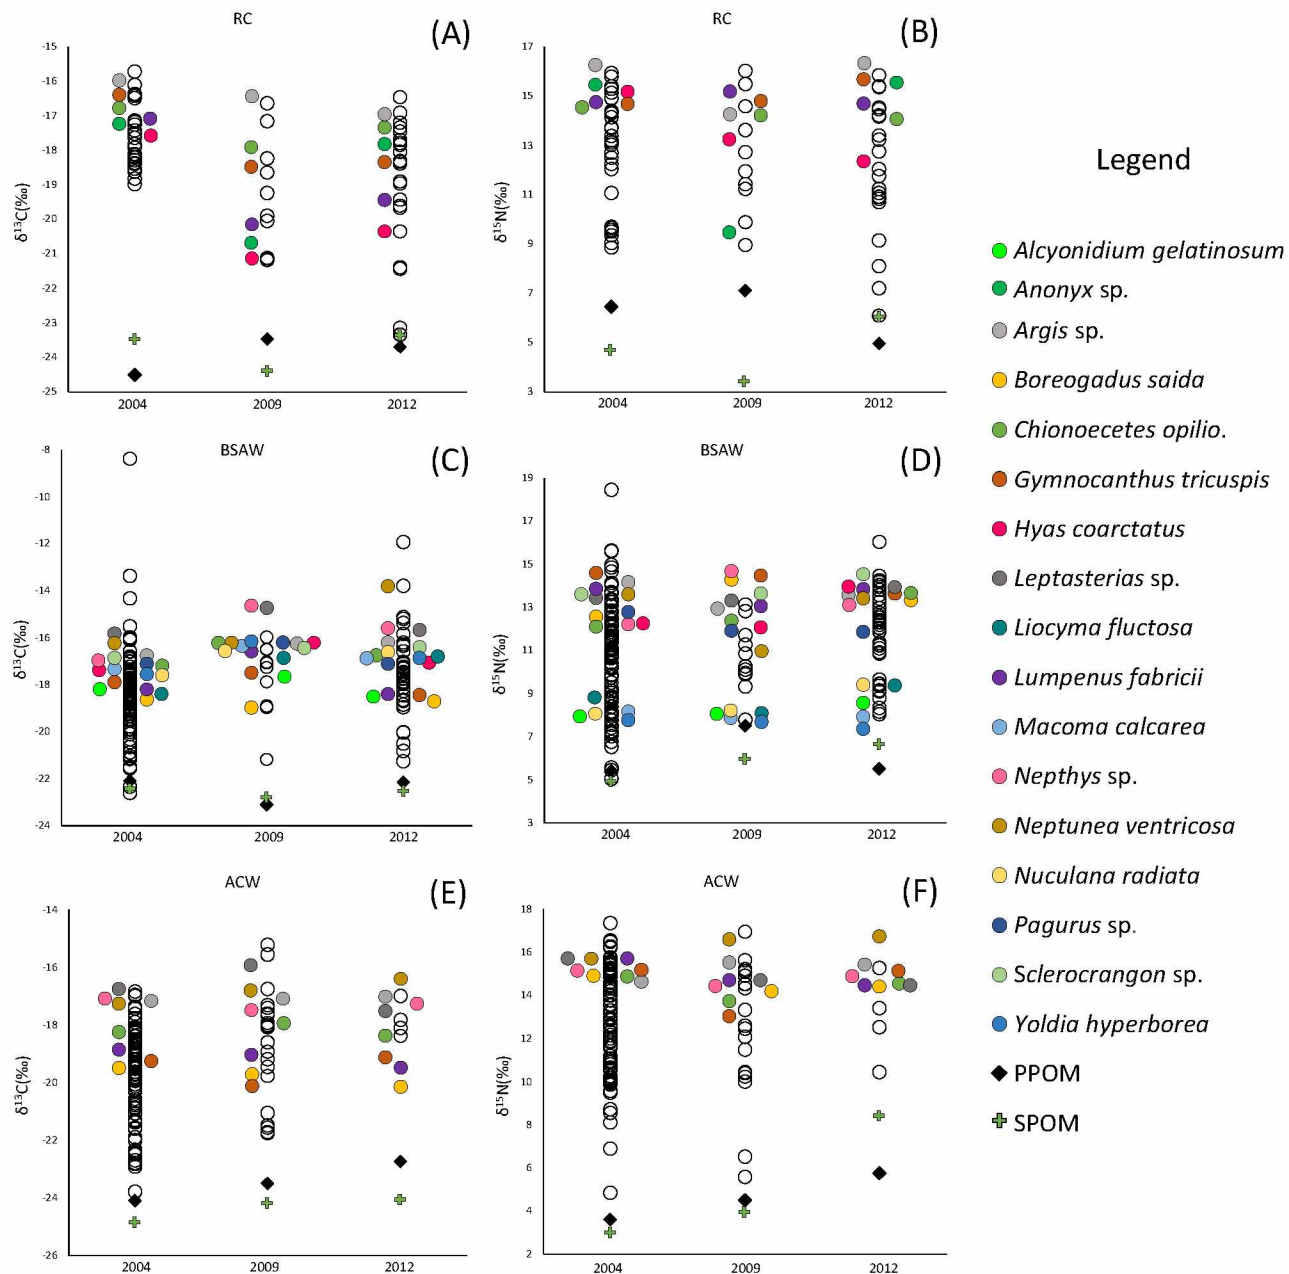 RC
(A)
-15
-16
-17
-18
-19
-20
-21
-22
-23
-24
-25
δ¹³C(‰)
2004
2009
2012
RC
(B)
17
15
13
11
9
7
5
3
δ¹⁵N(‰)
2004
2009
2012
BSAW
(C)
-8
-10
-12
-14
-16
-18
-20
-22
-24
δ¹³C(‰)
2004
2009
2012
BSAW
(D)
19
17
15
13
11
9
7
5
3
δ¹⁵N(‰)
2004
2009
2012
ACW
(E)
-14
-16
-18
-20
-22
-24
-26
δ¹³C(‰)
2004
2009
2012
ACW
(F)
18
16
14
12
10
8
6
4
2
δ¹⁵N(‰)
2004
2009
2012
Legend
Alcyonidium gelatinosum
Anonyx sp.
Argis sp.
Boreogadus saida
Chionoecetes opilio.
Gymnocanthus tricuspis
Hyas coarctatus
Leptasterias sp.
Liocyma fluctosa
Lumpenus fabricii
Macoma calcarea
Nepthys sp.
Neptunea ventricosa
Nuculana radiata
Pagurus sp.
Sclerocrangon sp.
Yoldia hyperborea
PPOM
SPOM